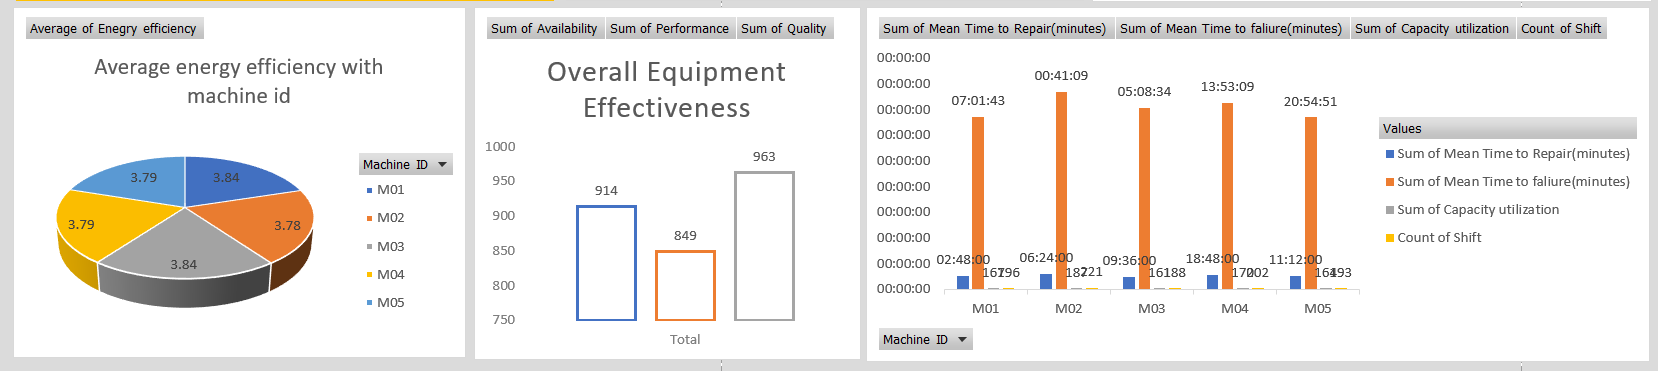 Average of Enegry efficiency
Average energy efficiency with
machine id
3.79
3.84
3.79
3.78
3.84
Machine ID
M01
M02
M03
M04
M05
Sum of Availability
Sum of Performance
Sum of Quality
Overall Equipment
Effectiveness
1000
950
900
850
800
750
914
849
963
Total
Sum of Mean Time to Repair(minutes)
Sum of Mean Time to faliure(minutes)
Sum of Capacity utilization
Count of Shift
00:00:00
00:00:00
00:00:00
00:00:00
00:00:00
00:00:00
00:00:00
00:00:00
00:00:00
00:00:00
07:01:43
00:41:09
05:08:34
13:53:09
20:54:51
02:48:00
196
06:24:00
187
221
09:36:00
188
18:48:00
170
202
11:12:00
193
M01
M02
M03
M04
M05
Values
Sum of Mean Time to Repair(minutes)
Sum of Mean Time to faliure(minutes)
Sum of Capacity utilization
Count of Shift
Machine ID